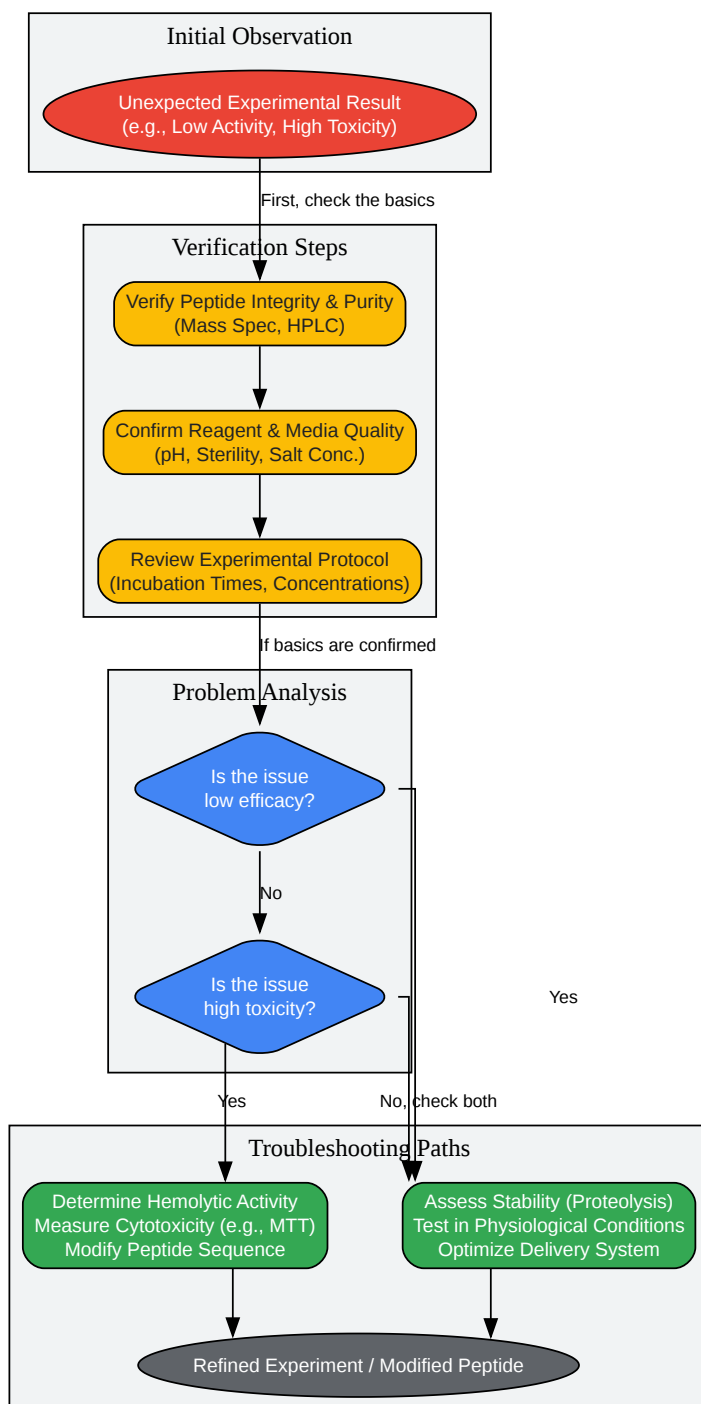 Initial Observation
Unexpected Experimental Result
(e.g., Low Activity, High Toxicity)
First, check the basics
Verification Steps
Verify Peptide Integrity & Purity
(Mass Spec, HPLC)
Confirm Reagent & Media Quality
(pH, Sterility, Salt Conc.)
Review Experimental Protocol
(Incubation Times, Concentrations)
If basics are confirmed
Problem Analysis
Is the issue
low efficacy?
No
Is the issue
high toxicity?
Yes
Yes
No, check both
Troubleshooting Paths
Determine Hemolytic Activity
Measure Cytotoxicity (e.g., MTT)
Modify Peptide Sequence
Assess Stability (Proteolysis)
Test in Physiological Conditions
Optimize Delivery System
Refined Experiment / Modified Peptide